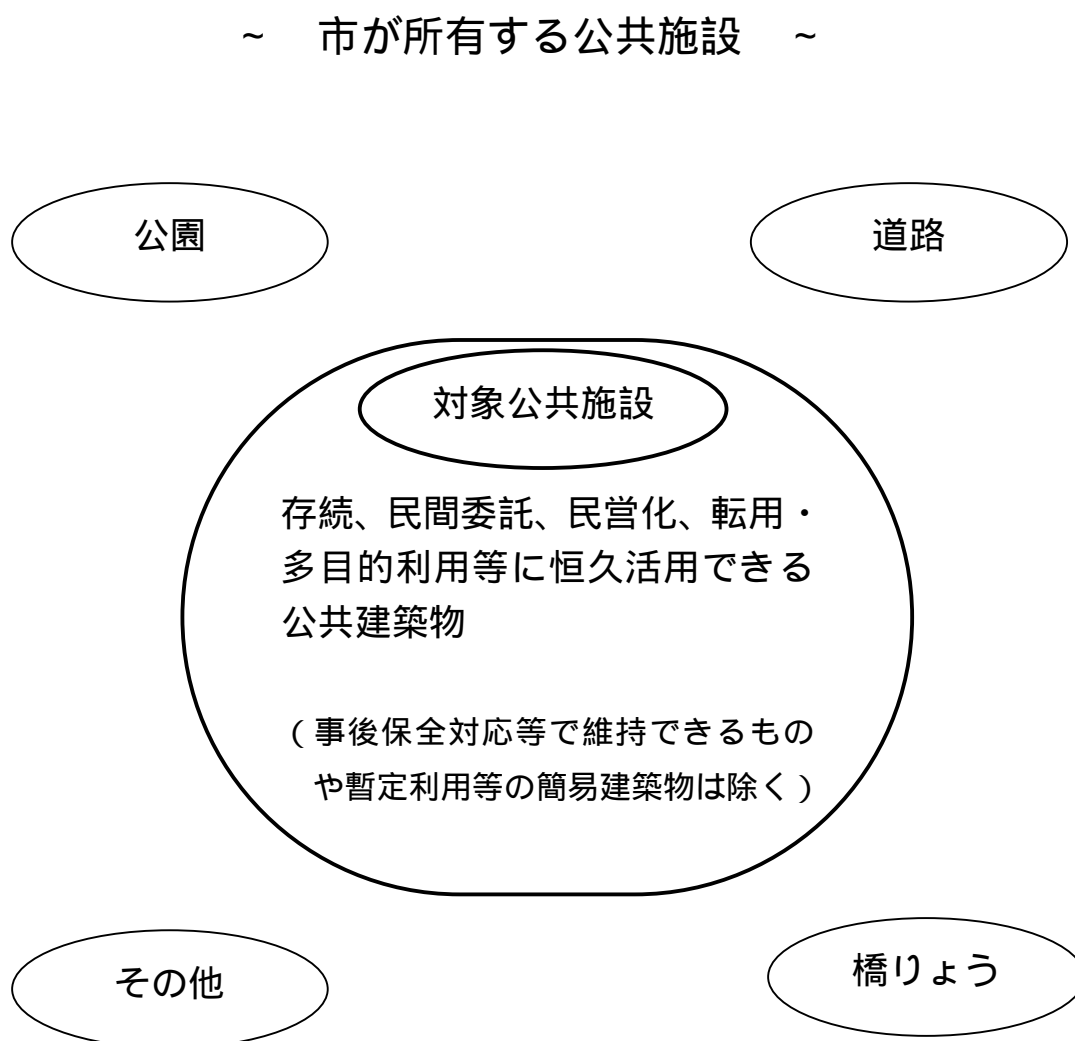 ~ 市が所有する公共施設 ~
公園
道路
対象公共施設
存続、民間委託、民営化、転用・
多目的利用等に恒久活用できる
公共建築物
(事後保全対応等で維持できるもの
や暫定利用等の簡易建築物は除く)
その他
橋りょう